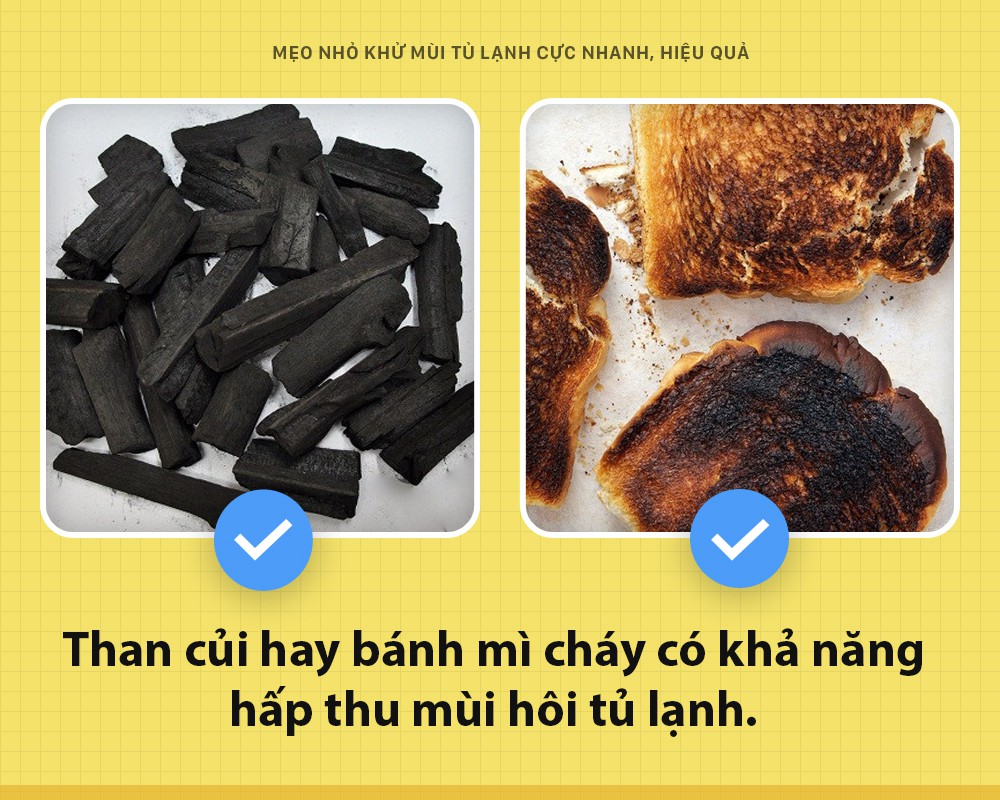 MẸO NHỎ KHỬ MÙI TỦ LẠNH CỰC NHANH, HIỆU QUẢ
Than củi hay bánh mì cháy có khả năng
hấp thu mùi hôi tủ lạnh.